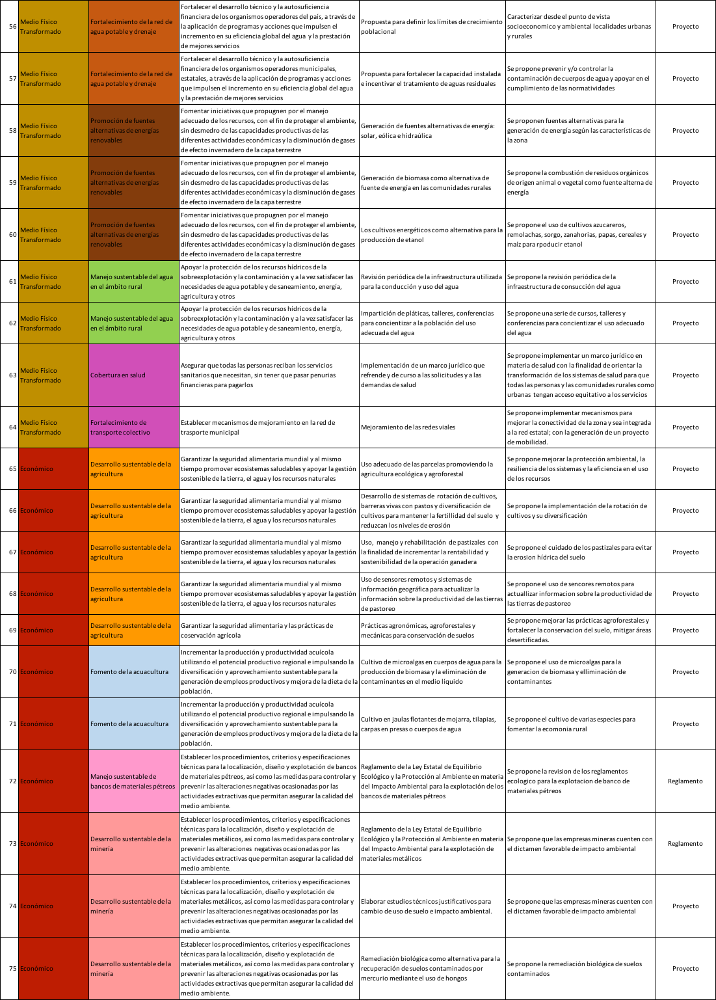 56
Medio Físico
Transformado
Fortalecimiento de la red de
agua potable y drenaje
Fortalecer el desarrollo técnico y la autosuficiencia
financiera de los organismos operadores del país, a través de
la aplicación de programas y acciones que impulsen el
incremento en su eficiencia global del agua y la prestación
de mejores servicios
Propuesta para definir los límites de crecimiento
poblacional
Caracterizar desde el punto de vista
socioeconomico y ambiental localidades urbanas
y rurales
Proyecto
57
Medio Físico
Transformado
Fortalecimiento de la red de
agua potable y drenaje
Fortalecer el desarrollo técnico y la autosuficiencia
financiera de los organismos operadores municipales,
estatales, a través de la aplicación de programas y acciones
que impulsen el incremento en su eficiencia global del agua
y la prestación de mejores servicios
Propuesta para fortalecer la capacidad instalada
e incentivar el tratamiento de aguas residuales
Se propone prevenir y/o controlar la
contaminación de cuerpos de agua y apoyar en el
cumplimiento de las normatividades
Proyecto
58
Medio Físico
Transformado
Promoción de fuentes
alternativas de energías
renovables
Fomentar iniciativas que propugnen por el manejo
adecuado de los recursos, con el fin de proteger el ambiente,
sin desmedro de las capacidades productivas de las
diferentes actividades económicas y la disminución de gases
de efecto invernadero de la capa terrestre
Generación de fuentes alternativas de energía:
solar, eólica e hidraúlica
Se proponen fuentes alternativas para la
generación de energía según las características de
la zona
Proyecto
59
Medio Físico
Transformado
Promoción de fuentes
alternativas de energías
renovables
Fomentar iniciativas que propugnen por el manejo
adecuado de los recursos, con el fin de proteger el ambiente,
sin desmedro de las capacidades productivas de las
diferentes actividades económicas y la disminución de gases
de efecto invernadero de la capa terrestre
Generación de biomasa como alternativa de
fuente de energía en las comunidades rurales
Se propone la combustión de residuos orgánicos
de origen animal o vegetal como fuente alterna de
energía
Proyecto
60
Medio Físico
Transformado
Promoción de fuentes
alternativas de energías
renovables
Fomentar iniciativas que propugnen por el manejo
adecuado de los recursos, con el fin de proteger el ambiente,
sin desmedro de las capacidades productivas de las
diferentes actividades económicas y la disminución de gases
de efecto invernadero de la capa terrestre
Los cultivos energéticos como alternativa para la
producción de etanol
Se propone el uso de cultivos azucareros,
remolachas, sorgo, zanahorias, papas, cereales y
maíz para rpoducir etanol
Proyecto
61
Medio Físico
Transformado
Manejo sustentable del agua
en el ámbito rural
Apoyar la protección de los recursos hídricos de la
sobreexplotación y la contaminación y a la vez satisfacer las
necesidades de agua potable y de saneamiento, energía,
agricultura y otros
Revisión periódica de la infraestructura utilizada
para la conducción y uso del agua
Se propone la revisión periódica de la
infraestructura de consucción del agua
Proyecto
62
Medio Físico
Transformado
Manejo sustentable del agua
en el ámbito rural
Apoyar la protección de los recursos hídricos de la
sobreexplotación y la contaminación y a la vez satisfacer las
necesidades de agua potable y de saneamiento, energía,
agricultura y otros
Impartición de pláticas, talleres, conferencias
para concientizar a la población del uso
adecuada del agua
Se propone una serie de cursos, talleres y
conferencias para concientizar el uso adecuado
del agua
Proyecto
63
Medio Físico
Transformado
Cobertura en salud
Asegurar que todas las personas reciban los servicios
sanitarios que necesitan, sin tener que pasar penurias
financieras para pagarlos
Implementación de un marco jurídico que
refrende y de curso a las solicitudes y a las
demandas de salud
Se propone implementar un marco jurídico en
materia de salud con la finalidad de orientar la
transformación de los sistemas de salud para que
todas las personas y las comunidades rurales como
urbanas tengan acceso equitativo a los servicios
Proyecto
64
Medio Físico
Transformado
Fortalecimiento de
transporte colectivo
Establecer mecanismos de mejoramiento en la red de
trasporte municipal
Mejoramiento de las redes viales
Se propone implementar mecanismos para
mejorar la conectividad de la zona y sea integrada
a la red estatal; con la generación de un proyecto
de mobilidad.
Proyecto
65
Económico
Desarrollo sustentable de la
agricultura
Garantizar la seguridad alimentaria mundial y al mismo
tiempo promover ecosistemas saludables y apoyar la gestión
sostenible de la tierra, el agua y los recursos naturales
Uso adecuado de las parcelas promoviendo la
agricultura ecológica y agroforestal
Se propone mejorar la protección ambiental, la
resiliencia de los sistemas y la eficiencia en el uso
de los recursos
Proyecto
66
Económico
Desarrollo sustentable de la
agricultura
Garantizar la seguridad alimentaria mundial y al mismo
tiempo promover ecosistemas saludables y apoyar la gestión
sostenible de la tierra, el agua y los recursos naturales
Desarrollo de sistemas de rotación de cultivos,
barreras vivas con pastos y diversificación de
cultivos para mantener la fertillidad del suelo y
reduzcan los niveles de erosión
Se propone la implementación de la rotación de
cultivos y su diversificación
Proyecto
67
Económico
Desarrollo sustentable de la
agricultura
Garantizar la seguridad alimentaria mundial y al mismo
tiempo promover ecosistemas saludables y apoyar la gestión
sostenible de la tierra, el agua y los recursos naturales
Uso, manejo y rehabilitación de pastizales con
la finalidad de incrementar la rentabilidad y
sostenibilidad de la operación ganadera
Se propone el cuidado de los pastizales para evitar
la erosion hídrica del suelo
Proyecto
68
Económico
Desarrollo sustentable de la
agricultura
Garantizar la seguridad alimentaria mundial y al mismo
tiempo promover ecosistemas saludables y apoyar la gestión
sostenible de la tierra, el agua y los recursos naturales
Uso de sensores remotos y sistemas de
información geográfica para actualizar la
información sobre la productividad de las tierras
de pastoreo
Se propone el uso de sencores remotos para
actuallizar informacion sobre la productividad de
las tierras de pastoreo
Proyecto
69
Económico
Desarrollo sustentable de la
agricultura
Garantizar la seguridad alimentaria y las prácticas de
coservación agrícola
Prácticas agronómicas, agroforestales y
mecánicas para conservación de suelos
Se propone mejorar las prácticas agroforestales y
fortalecer la conservacion del suelo, mitigar áreas
desertificadas.
Proyecto
70
Económico
Fomento de la acuacultura
Incrementar la producción y productividad acuícola
utilizando el potencial productivo regional e impulsando la
diversificación y aprovechamiento sustentable para la
generación de empleos productivos y mejora de la dieta de la
población.
Cultivo de microalgas en cuerpos de agua para la
producción de biomasa y la eliminación de
contaminantes en el medio líquido
Se propone el uso de microalgas para la
generacion de biomasa y elliminación de
contaminantes
Proyecto
71
Económico
Fomento de la acuacultura
Incrementar la producción y productividad acuícola
utilizando el potencial productivo regional e impulsando la
diversificación y aprovechamiento sustentable para la
generación de empleos productivos y mejora de la dieta de la
población.
Cultivo en jaulas flotantes de mojarra, tilapias,
carpas en presas o cuerpos de agua
Se propone el cultivo de varias especies para
fomentar la ecomonia rural
Proyecto
72
Económico
Manejo sustentable de
bancos de materiales pétreos
Establecer los procedimientos, criterios y especificaciones
técnicas para la localización, diseño y explotación de bancos
de materiales pétreos, así como las medidas para controlar y
prevenir las alteraciones negativas ocasionadas por las
actividades extractivas que permitan asegurar la calidad del
medio ambiente.
Reglamento de la Ley Estatal de Equilibrio
Ecológico y la Protección al Ambiente en materia
del Impacto Ambiental para la explotación de los
bancos de materiales pétreos
Se propone la revision de los reglamentos
ecologico para la explotacion de banco de
materiales pétreos
Reglamento
73
Económico
Desarrollo sustentable de la
minería
Establecer los procedimientos, criterios y especificaciones
técnicas para la localización, diseño y explotación de
materiales metálicos, así como las medidas para controlar y
prevenir las alteraciones negativas ocasionadas por las
actividades extractivas que permitan asegurar la calidad del
medio ambiente.
Reglamento de la Ley Estatal de Equilibrio
Ecológico y la Protección al Ambiente en materia
del Impacto Ambiental para la explotación de
materiales metálicos
Se propone que las empresas mineras cuenten con
el dictamen favorable de impacto ambiental
Reglamento
74
Económico
Desarrollo sustentable de la
minería
Establecer los procedimientos, criterios y especificaciones
técnicas para la localización, diseño y explotación de
materiales metálicos, así como las medidas para controlar y
prevenir las alteraciones negativas ocasionadas por las
actividades extractivas que permitan asegurar la calidad del
medio ambiente.
Elaborar estudios técnicos justificativos para
cambio de uso de suelo e impacto ambiental.
Se propone que las empresas mineras cuenten con
el dictamen favorable de impacto ambiental
Proyecto
75
Económico
Desarrollo sustentable de la
minería
Establecer los procedimientos, criterios y especificaciones
técnicas para la localización, diseño y explotación de
materiales metálicos, así como las medidas para controlar y
prevenir las alteraciones negativas ocasionadas por las
actividades extractivas que permitan asegurar la calidad del
medio ambiente.
Remediación biológica como alternativa para la
recuperación de suelos contaminados por
mercurio mediante el uso de hongos
Se propone la remediación biológica de suelos
contaminados
Proyecto